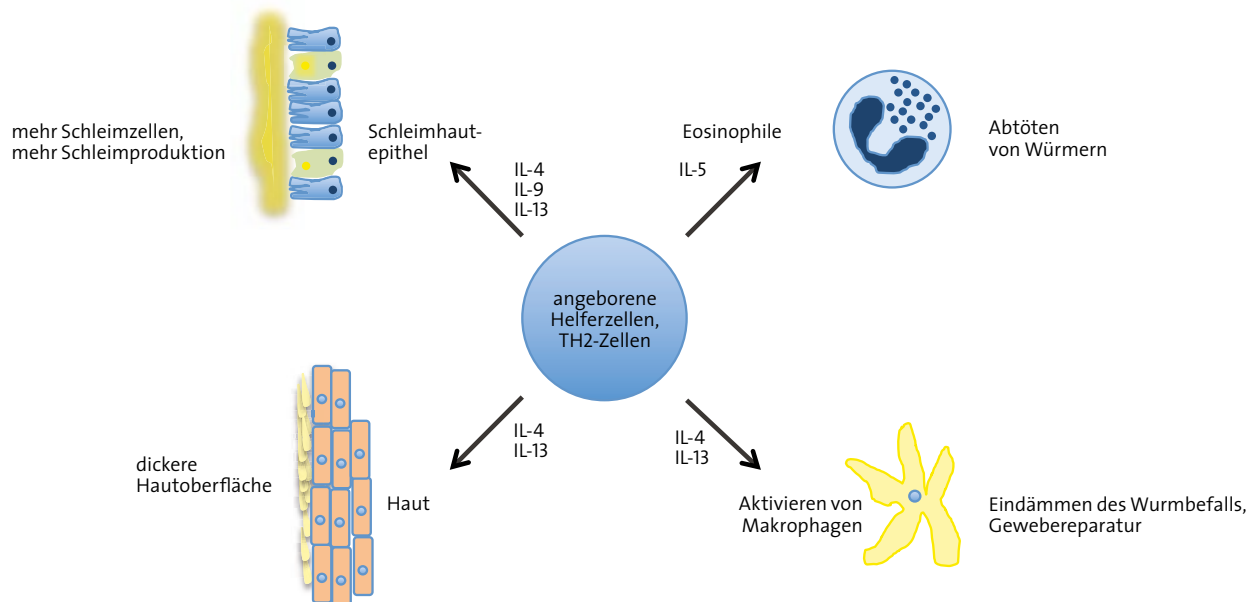 mehr Schleimzellen,
mehr Schleimproduktion
Schleimhaut-
epithel
IL-4
IL-9
IL-13
Eosinophile
IL-5
Abtöten
von Würmern
angeborene
Helferzellen,
TH2-Zellen
dickere
Hautoberfläche
Haut
IL-4
IL-13
IL-4
IL-13
Aktivieren von
Makrophagen
Eindämmen des Wurmbefalls,
Gewebereparatur